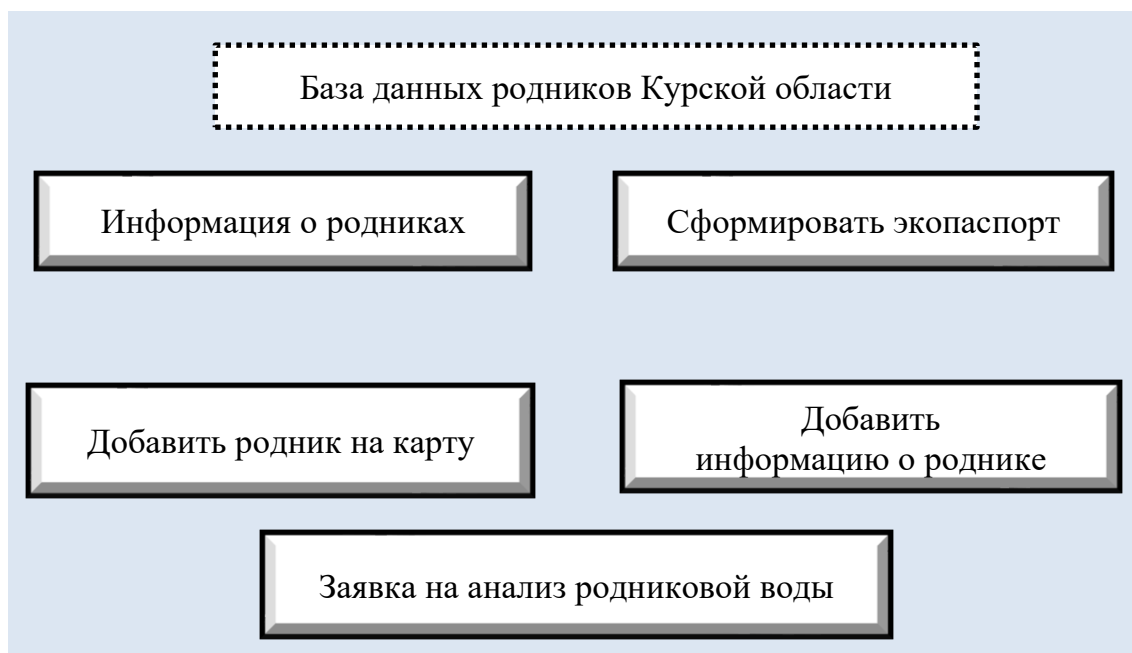 База данных родников Курской области
Информация о родниках
Сформировать экопаспорт
Добавить родник на карту
Добавить
информацию о роднике
Заявка на анализ родниковой воды